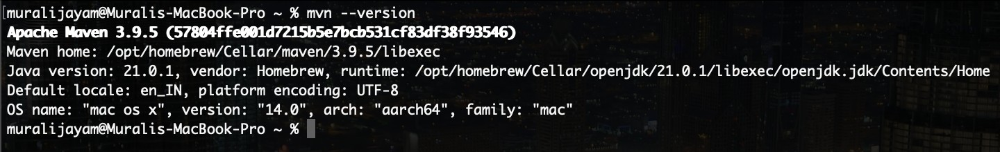 [muralijayam@Muralis-MacBook-Pro ~ % mvn --version
Apache Maven 3.9.5 (57804ffe001d7215b5e7bcb531cf83df38f93546)
Maven home: /opt/homebrew/Cellar/maven/3.9.5/libexec
Java version: 21.0.1, vendor: Homebrew, runtime: /opt/homebrew/Cellar/openjdk/21.0.1/libexec/openjdk.jdk/Contents/Home
Default locale: en_IN, platform encoding: UTF-8
OS name: "mac os x", version: "14.0", arch: "aarch64", family: "mac"
muralijayam@Muralis-MacBook-Pro ~ %